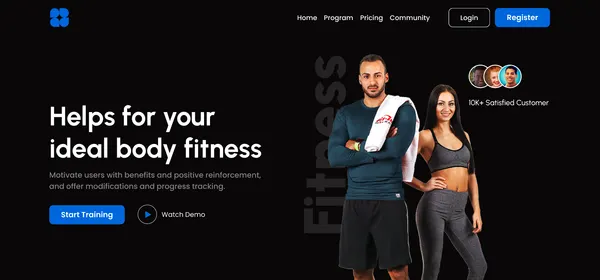 Home Program Pricing Community Login Register
10K+ Satisfied Customer
Fitness
Helps for your
ideal body fitness
Motivate users with benefits and positive reinforcement,
and offer modifications and progress tracking.
Start Training Watch Demo